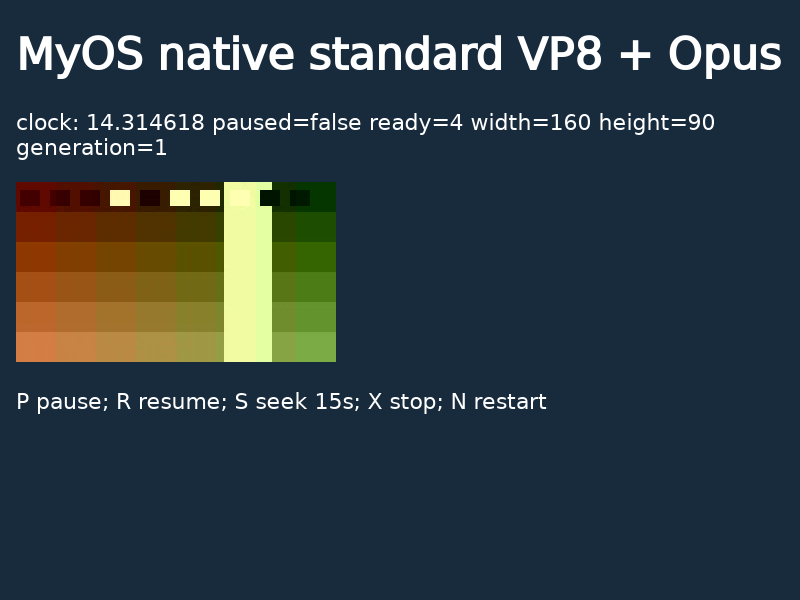 MyOS native standard VP8 + Opus
clock: 14.314618 paused=false ready=4 width=160 height=90
generation=1
P pause; R resume; S seek 15s; X stop; N restart